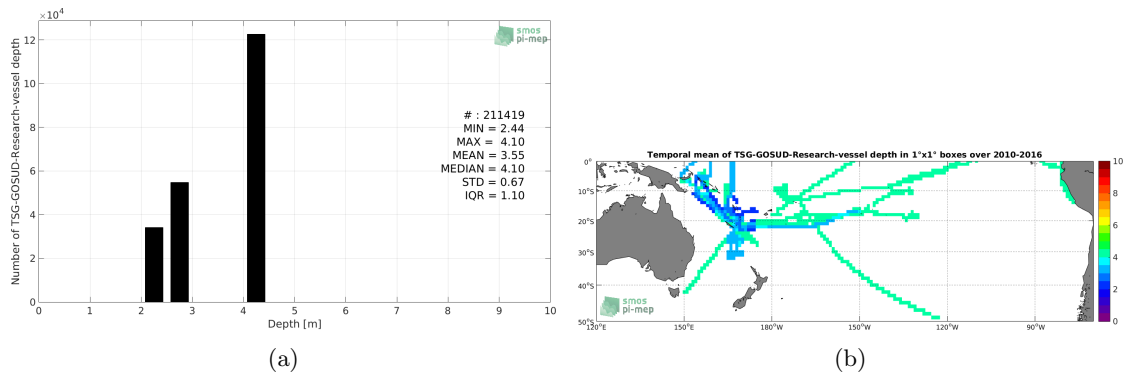 ×10⁴
12
10
8
6
4
2
0
Number of TSG-GOSUD-Research-vessel depth
smos
pi-mep
# : 211419
MIN = 2.44
MAX = 4.10
MEAN = 3.55
MEDIAN = 4.10
STD = 0.67
IQR = 1.10
0 1 2 3 4 5 6 7 8 9 10
Depth [m]
(a)
Temporal mean of TSG-GOSUD-Research-vessel depth in 1°x1° boxes over 2010-2016
0°
10°S
20°S
30°S
40°S
50°S
smos
pi-mep
120°E 150°E 180°W 150°W 120°W 90°W
10
8
6
4
2
0
(b)